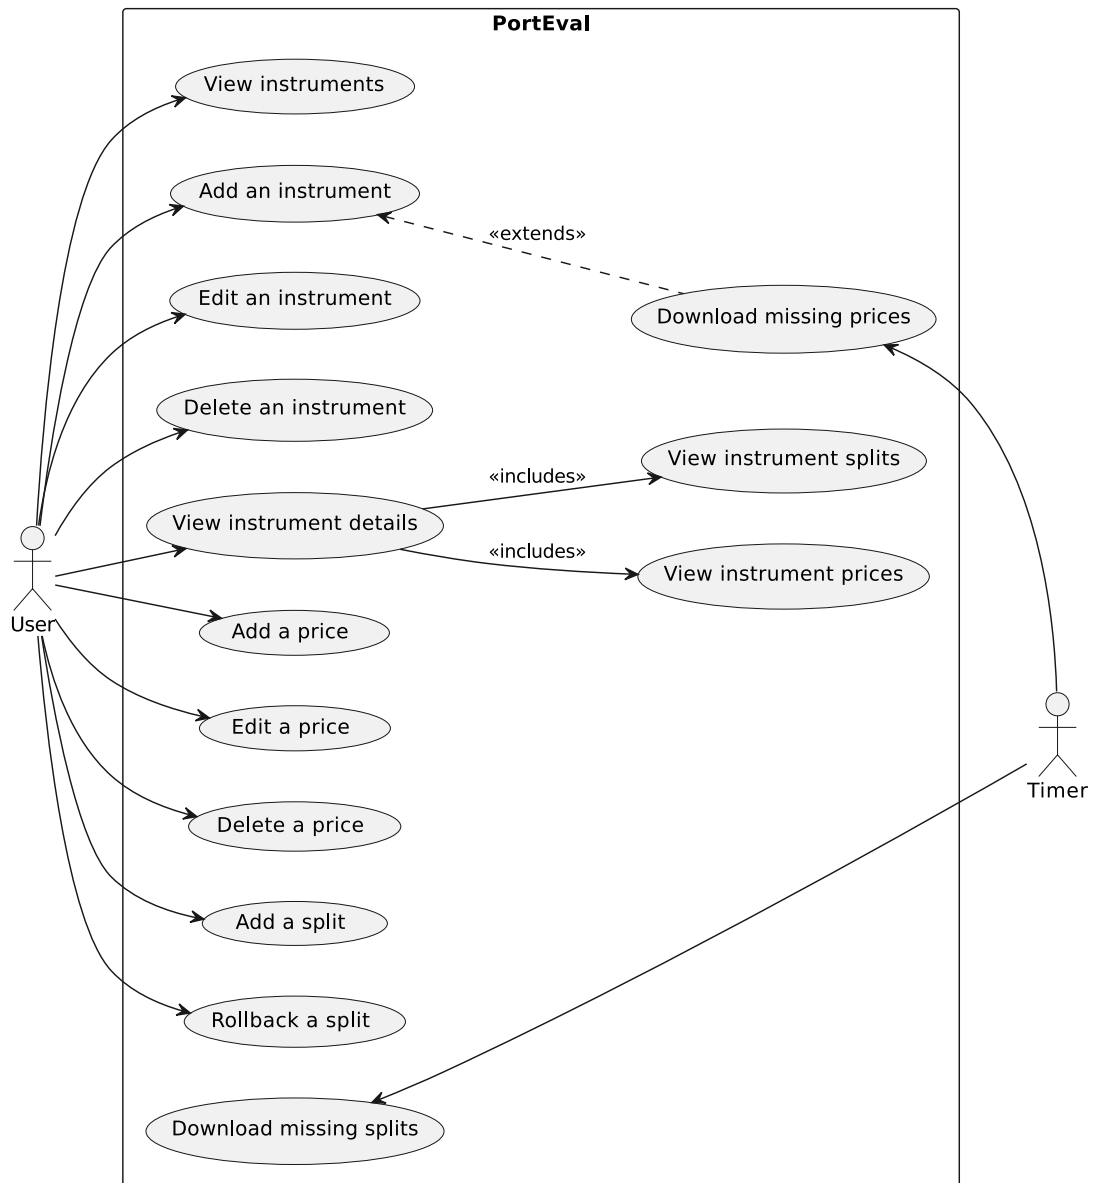 PortEval
View instruments
Add an instrument
«extends»
Edit an instrument
Download missing prices
Delete an instrument
View instrument splits
«includes»
View instrument details
«includes»
View instrument prices
User
Add a price
Edit a price
Timer
Delete a price
Add a split
Rollback a split
Download missing splits